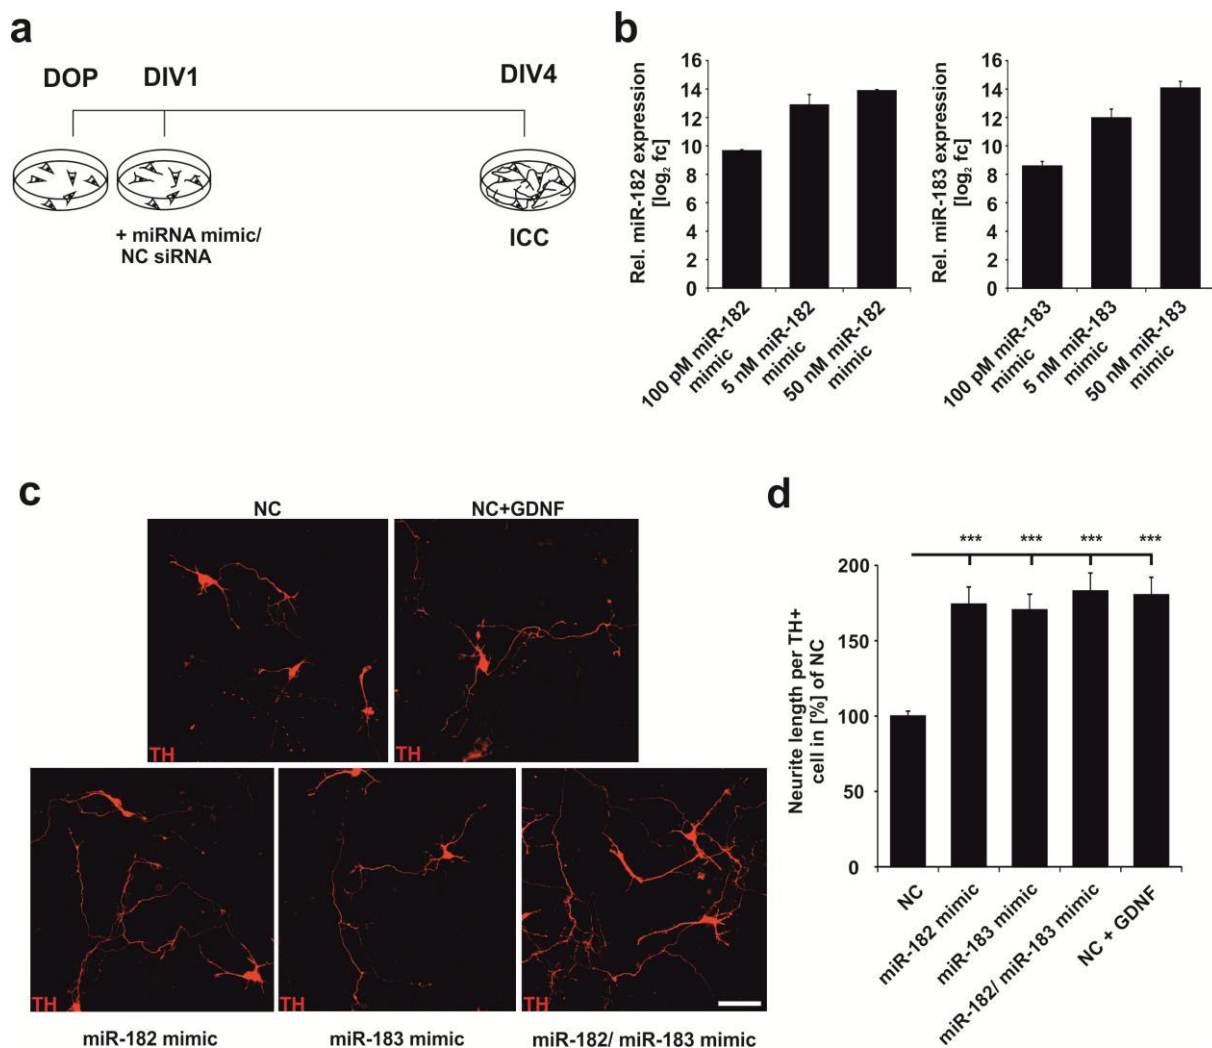 a
DOP DIV1 DIV4
+ miRNA mimic/
NC siRNA
ICC
b
Rel. miR-182 expression
[log₂ fc]
16
14
12
10
8
6
4
2
0
100 pM miR-182
mimic
5 nM miR-182
mimic
50 nM miR-182
mimic
Rel. miR-183 expression
[log₂ fc]
16
14
12
10
8
6
4
2
0
100 pM miR-183
mimic
5 nM miR-183
mimic
50 nM miR-183
mimic
c
NC NC+GDNF
TH TH
TH TH TH
miR-182 mimic miR-183 mimic miR-182/ miR-183 mimic
d
*** *** *** ***
Neurite length per TH+
cell in [%] of NC
200
150
100
50
0
NC
miR-182 mimic
miR-183 mimic
miR-182/ miR-183 mimic
NC + GDNF